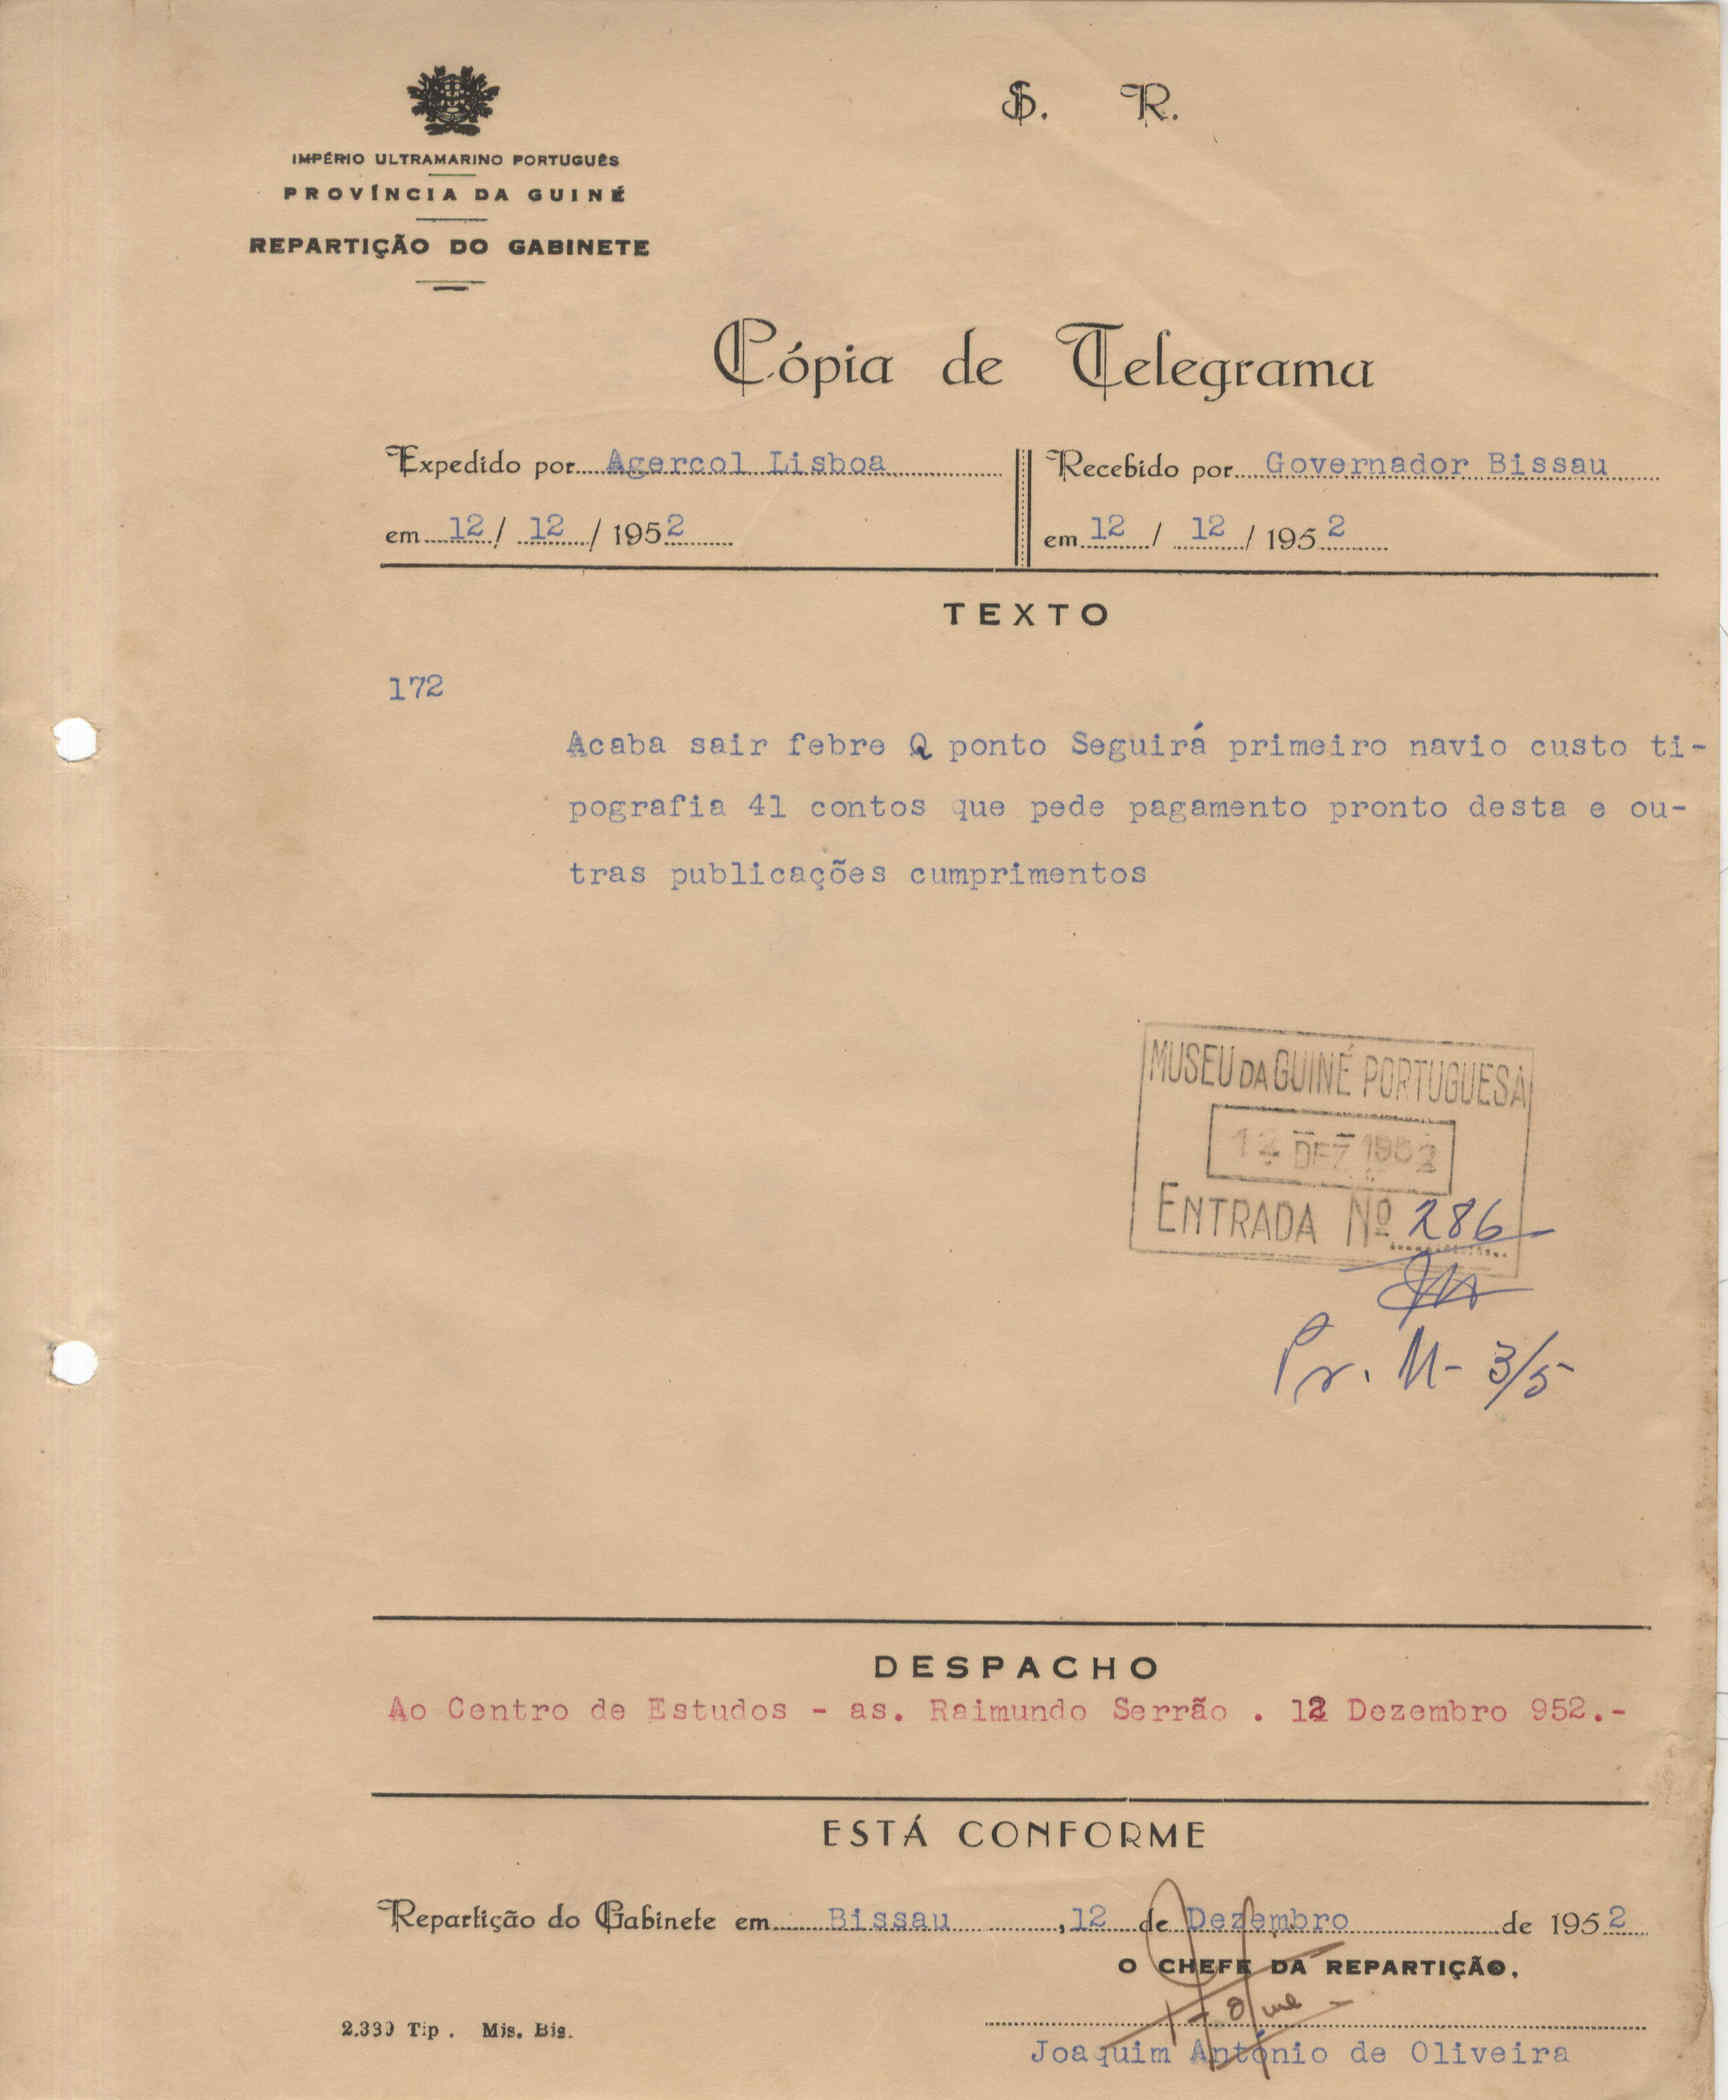 S. R.
IMPÉRIO ULTRAMARINO PORTUGUÊS
PROVÍNCIA DA GUINÉ
REPARTIÇÃO DO GABINETE
Cópia de Telegrama
Expedido por Agercol Lisboa
em 12 / 12 / 1952
Recebido por Governador Bissau
em 12 / 12 / 1952
TEXTO
172
Acaba sair febre Q ponto Seguirá primeiro navio custo ti-
pografia 41 contos que pede pagamento pronto desta e ou-
tras publicações cumprimentos
MUSEU DA GUINÉ PORTUGUESA
DEZ 1952
ENTRADA Nº 286
Pr. M- 3/5
DESPACHO
Ao Centro de Estudos - as. Raimundo Serrão . 12 Dezembro 952.-
ESTÁ CONFORME
Repartição do Gabinete em Bissau , 12 de Dezembro de 1952
O CHEFE DA REPARTIÇÃO,
Joaquim António de Oliveira
2.330 Tip. Mis. Bis.